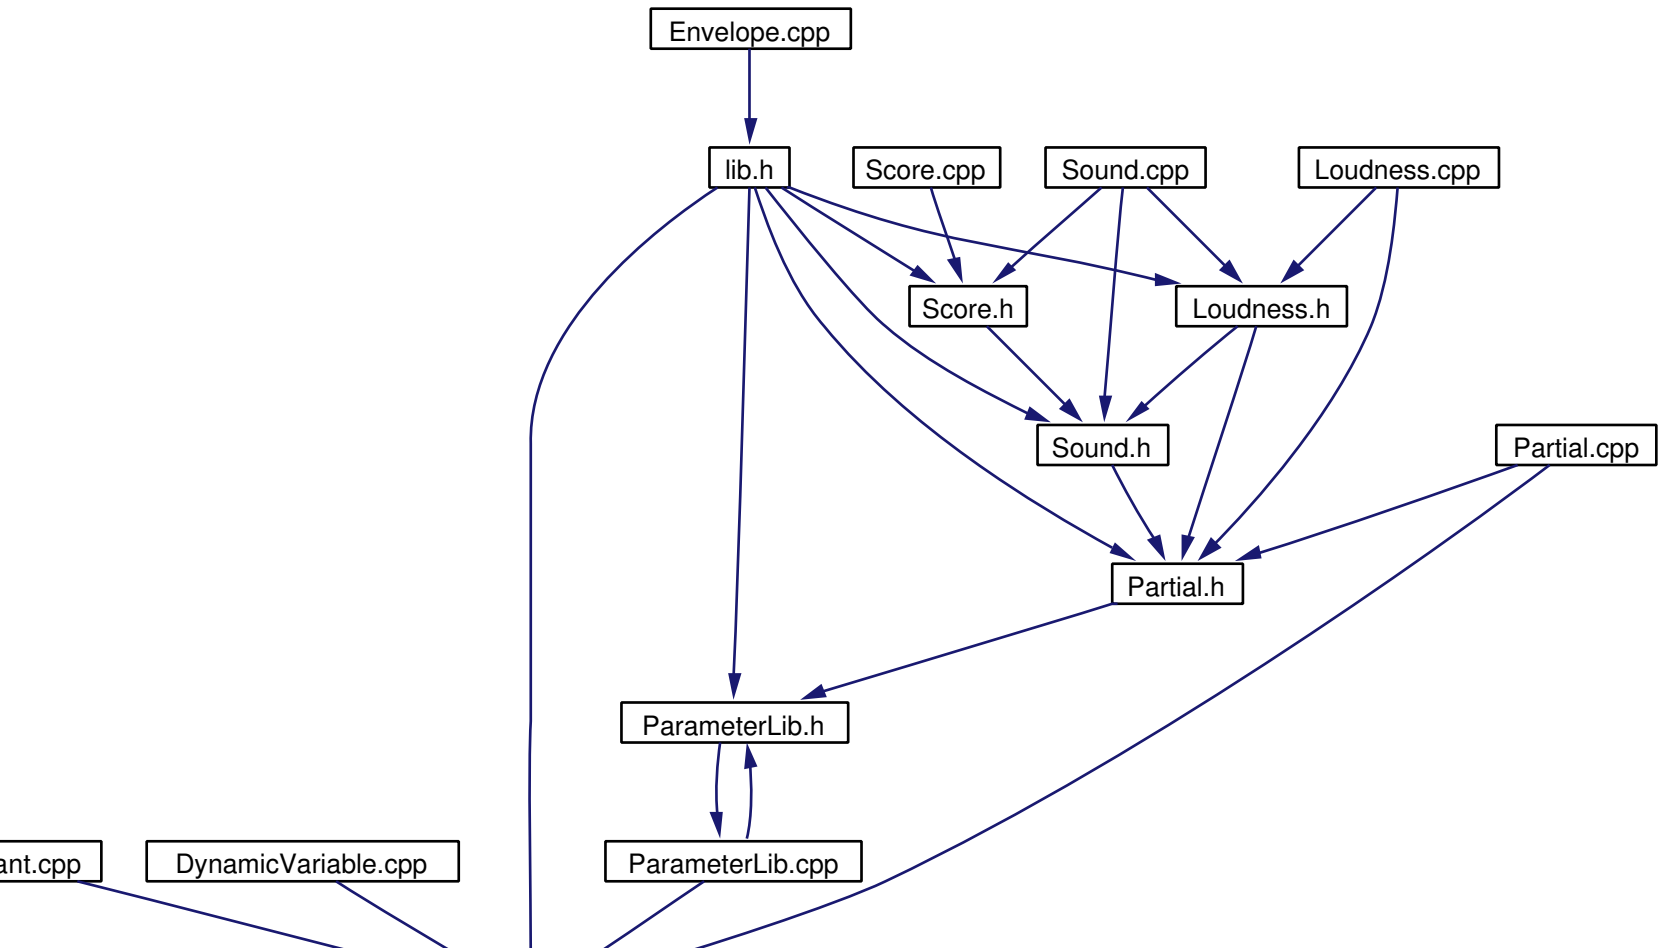 Envelope.cpp
lib.h
Score.cpp
Sound.cpp
Loudness.cpp
Score.h
Loudness.h
Sound.h
Partial.cpp
Partial.h
ParameterLib.h
ant.cpp
DynamicVariable.cpp
ParameterLib.cpp